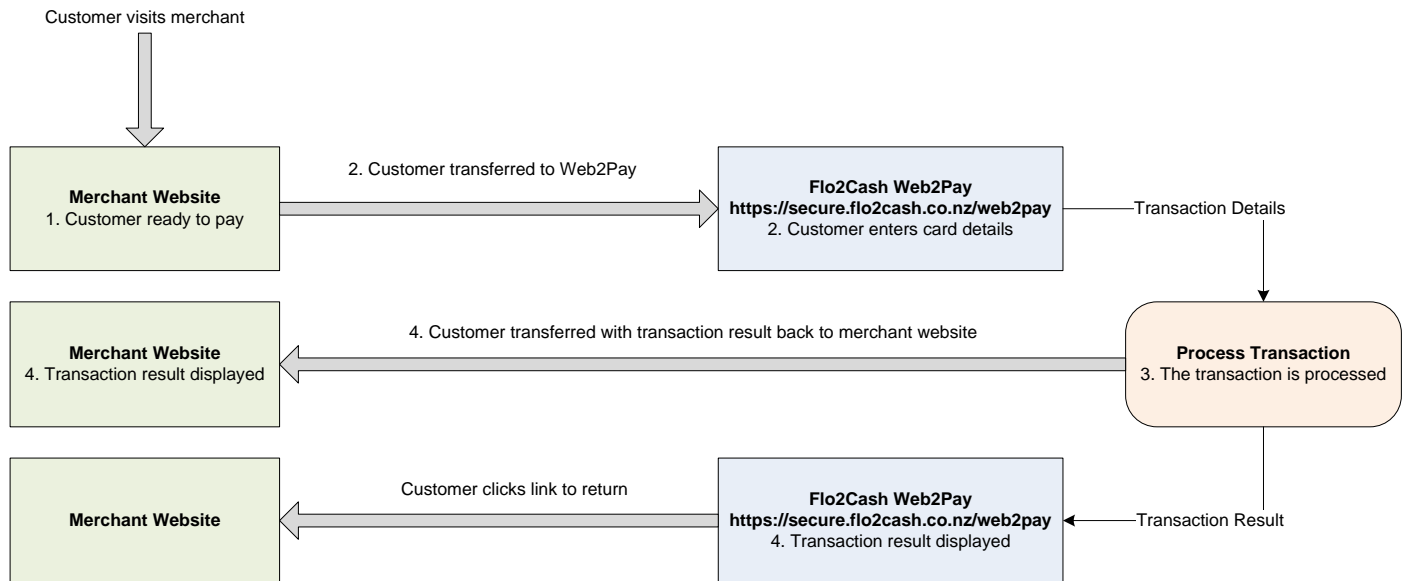 Customer visits merchant
Merchant Website
1. Customer ready to pay
2. Customer transferred to Web2Pay
Flo2Cash Web2Pay
https://secure.flo2cash.co.nz/web2pay
2. Customer enters card details
Transaction Details
Merchant Website
4. Transaction result displayed
4. Customer transferred with transaction result back to merchant website
Process Transaction
3. The transaction is processed
Merchant Website
Customer clicks link to return
Flo2Cash Web2Pay
https://secure.flo2cash.co.nz/web2pay
4. Transaction result displayed
Transaction Result